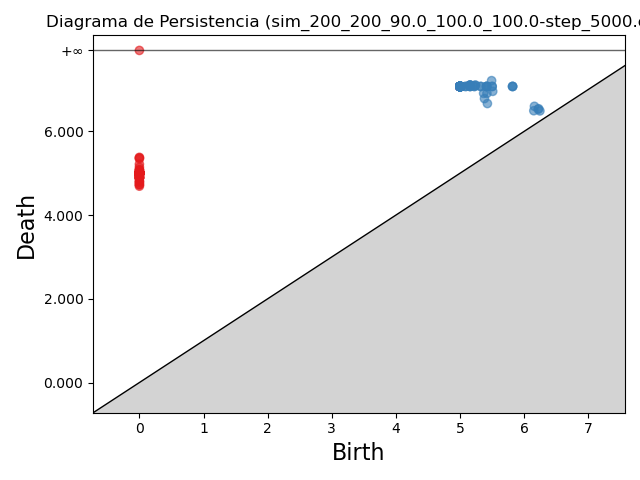 Diagrama de Persistencia (sim_200_200_90.0_100.0_100.0-step_5000.
+∞
6.000
4.000
2.000
0.000
Death
0 1 2 3 4 5 6 7
Birth